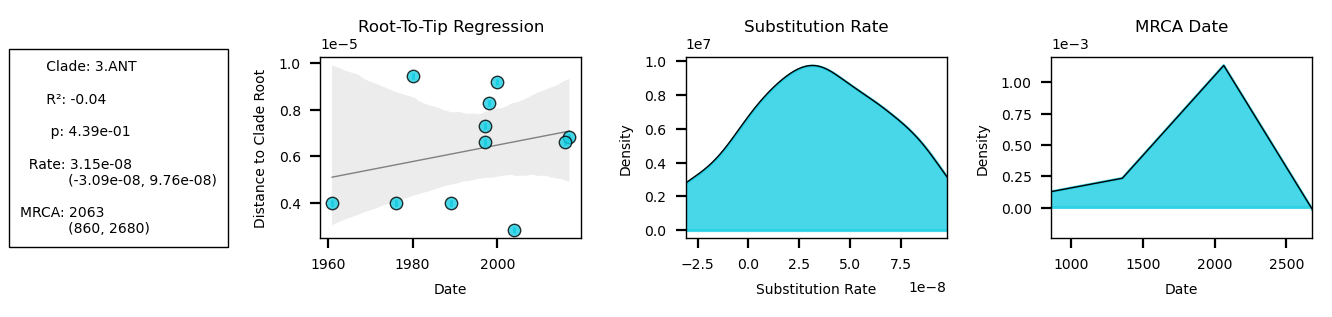 Clade: 3.ANT
R²: -0.04
p: 4.39e-01
Rate: 3.15e-08
(-3.09e-08, 9.76e-08)
MRCA: 2063
(860, 2680)
Root-To-Tip Regression
1e−5
1.0
0.8
0.6
0.4
Distance to Clade Root
1960 1980 2000
Date
Substitution Rate
1e7
1.0
0.8
0.6
0.4
0.2
0.0
Density
−2.5 0.0 2.5 5.0 7.5
Substitution Rate 1e−8
MRCA Date
1e−3
1.00
0.75
0.50
0.25
0.00
Density
1000 1500 2000 2500
Date